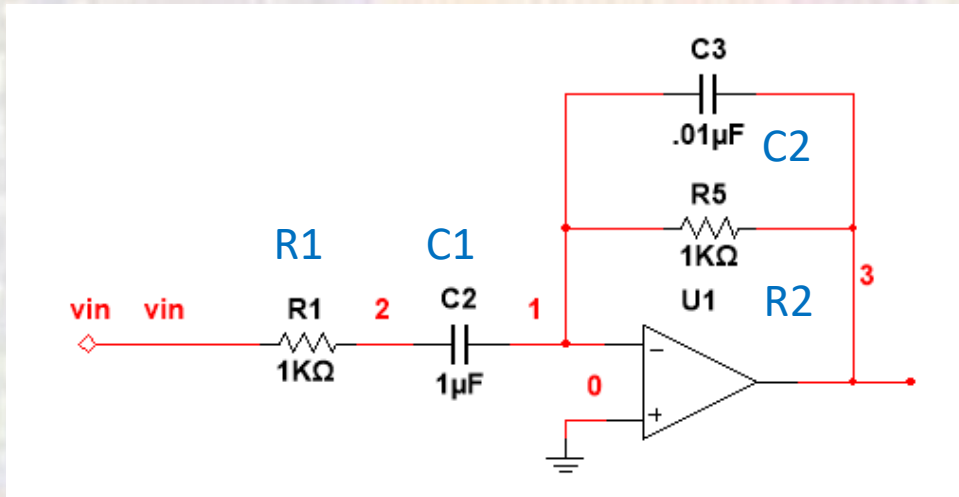 C3
.01µF
C2
R5
1KΩ
R1
C1
R2
3
U1
vin
vin
R1
2
C2
1
1KΩ
1µF
0
−
+